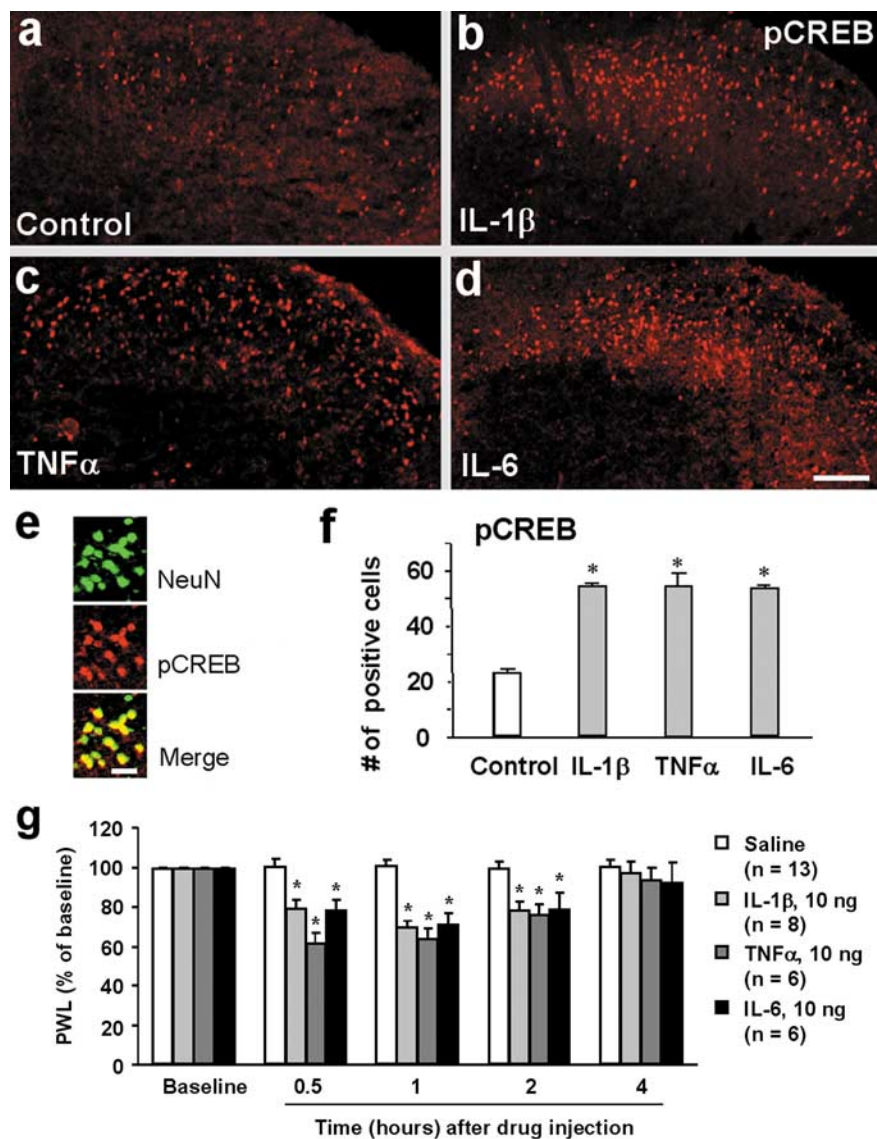 a
Control
b
pCREB
IL-1β
c
TNFα
d
IL-6
e
NeuN
pCREB
Merge
f
pCREB
# of positive cells
60
40
20
0
Control IL-1β TNFα IL-6
* * *
g
PWL (% of baseline)
120
100
80
60
40
20
0
* * *
* * *
* * *
Baseline 0.5 1 2 4
Time (hours) after drug injection
Saline
(n = 13)
IL-1β, 10 ng
(n = 8)
TNFα, 10 ng
(n = 6)
IL-6, 10 ng
(n = 6)